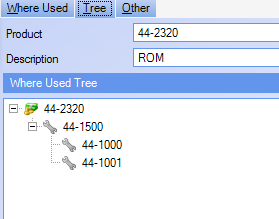 Where Used Tree Other
Product 44-2320
Description ROM
Where Used Tree
44-2320
44-1500
44-1000
44-1001